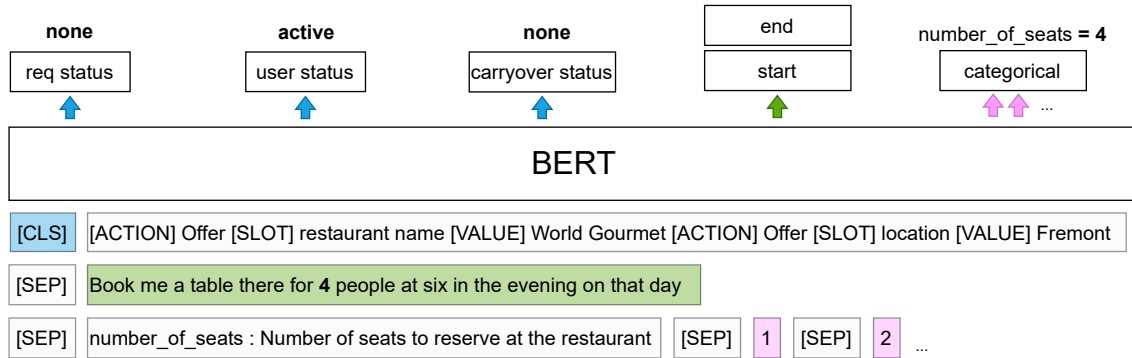 none active none end number_of_seats = 4
req status user status carryover status start categorical
...
BERT
[CLS] [ACTION] Offer [SLOT] restaurant name [VALUE] World Gourmet [ACTION] Offer [SLOT] location [VALUE] Fremont
[SEP] Book me a table there for 4 people at six in the evening on that day
[SEP] number_of_seats : Number of seats to reserve at the restaurant [SEP] 1 [SEP] 2 ...